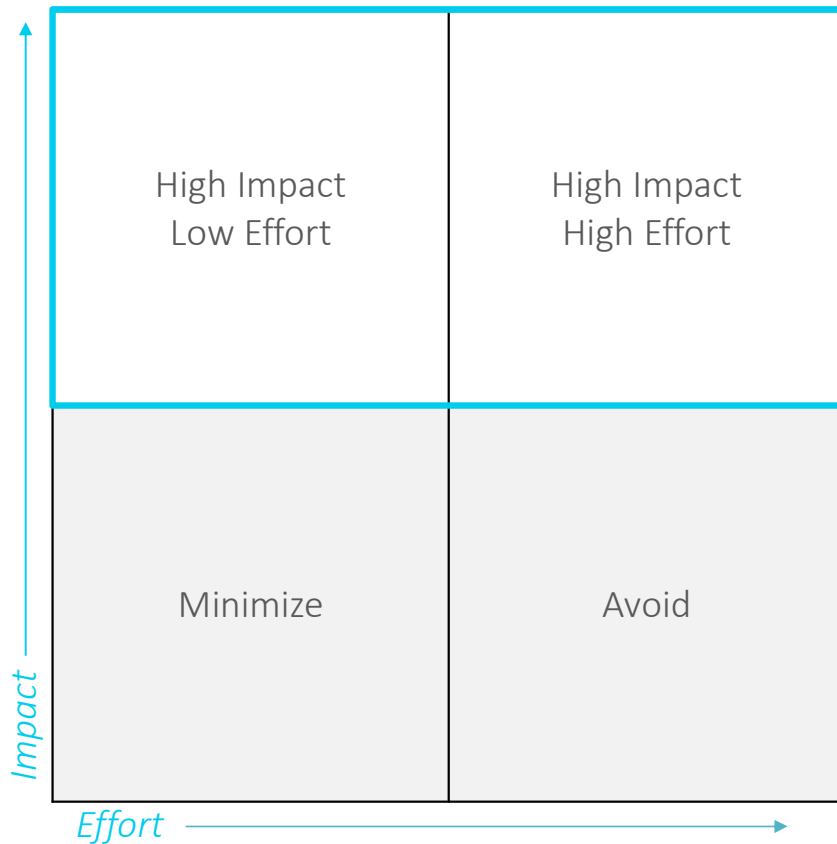 High Impact
Low Effort
High Impact
High Effort
Minimize
Avoid
Impact
Effort